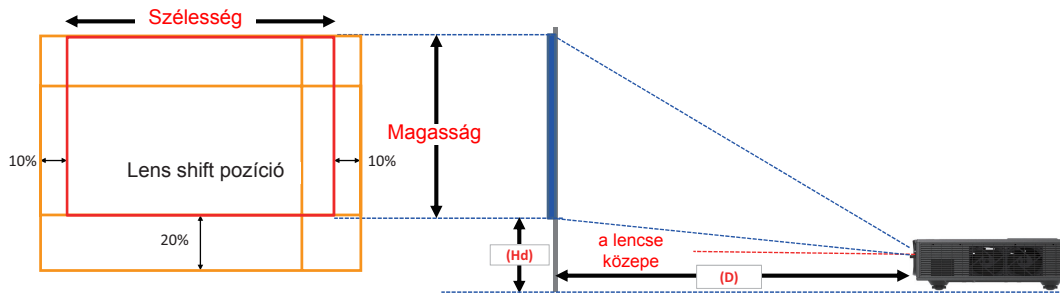 Szélesség
Magasság
10%
Lens shift pozíció
10%
20%
(Hd)
a lencse
közepe
(D)